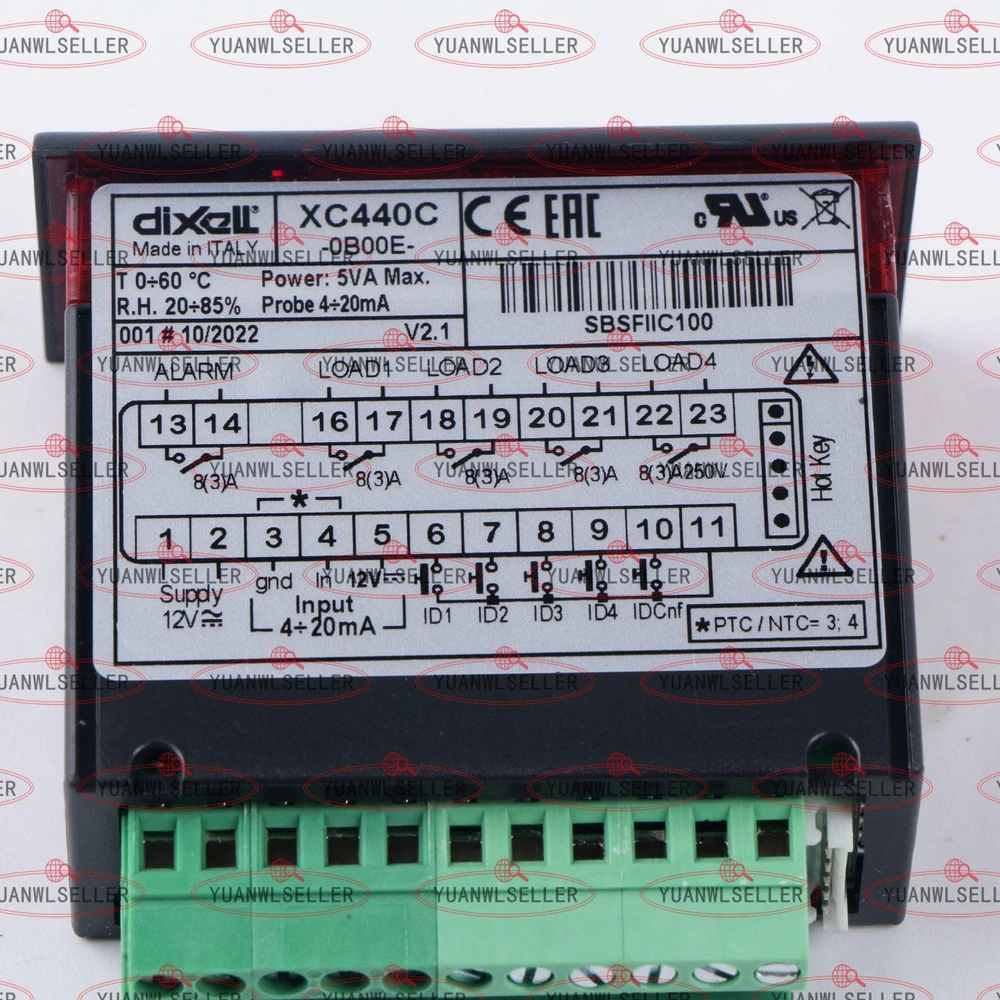 dixell®
Made in ITALY
XC440C
-0B00E-
CE EAC
c RU us
T 0÷60 °C Power: 5VA Max.
R.H. 20÷85% Probe 4÷20mA
001 # 10/2022 V2.1
SBSFIIC100
ALARM LOAD1 LOAD2 LOAD3 LOAD4
13 14 16 17 18 19 20 21 22 23
8(3)A 8(3)A 8(3)A 8(3)A 8(3)A250V
Hot Key
*
1 2 3 4 5 6 7 8 9 10 11
Supply
12V
gnd In 12V
Input
4÷20mA
ID1 ID2 ID3 ID4 IDCnf
*PTC / NTC= 3; 4
YUANWLSELLER